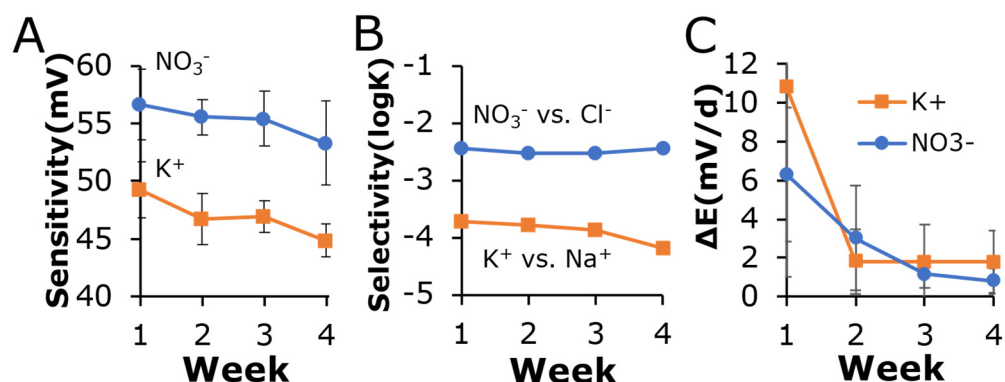 A
Sensitivity(mV)
60
55
50
45
40
NO₃⁻
K⁺
1 2 3 4
Week
B
Selectivity(logK)
-1
-2
-3
-4
-5
NO₃⁻ vs. Cl⁻
K⁺ vs. Na⁺
1 2 3 4
Week
C
ΔE(mV/d)
12
10
8
6
4
2
0
K+
NO3-
1 2 3 4
Week